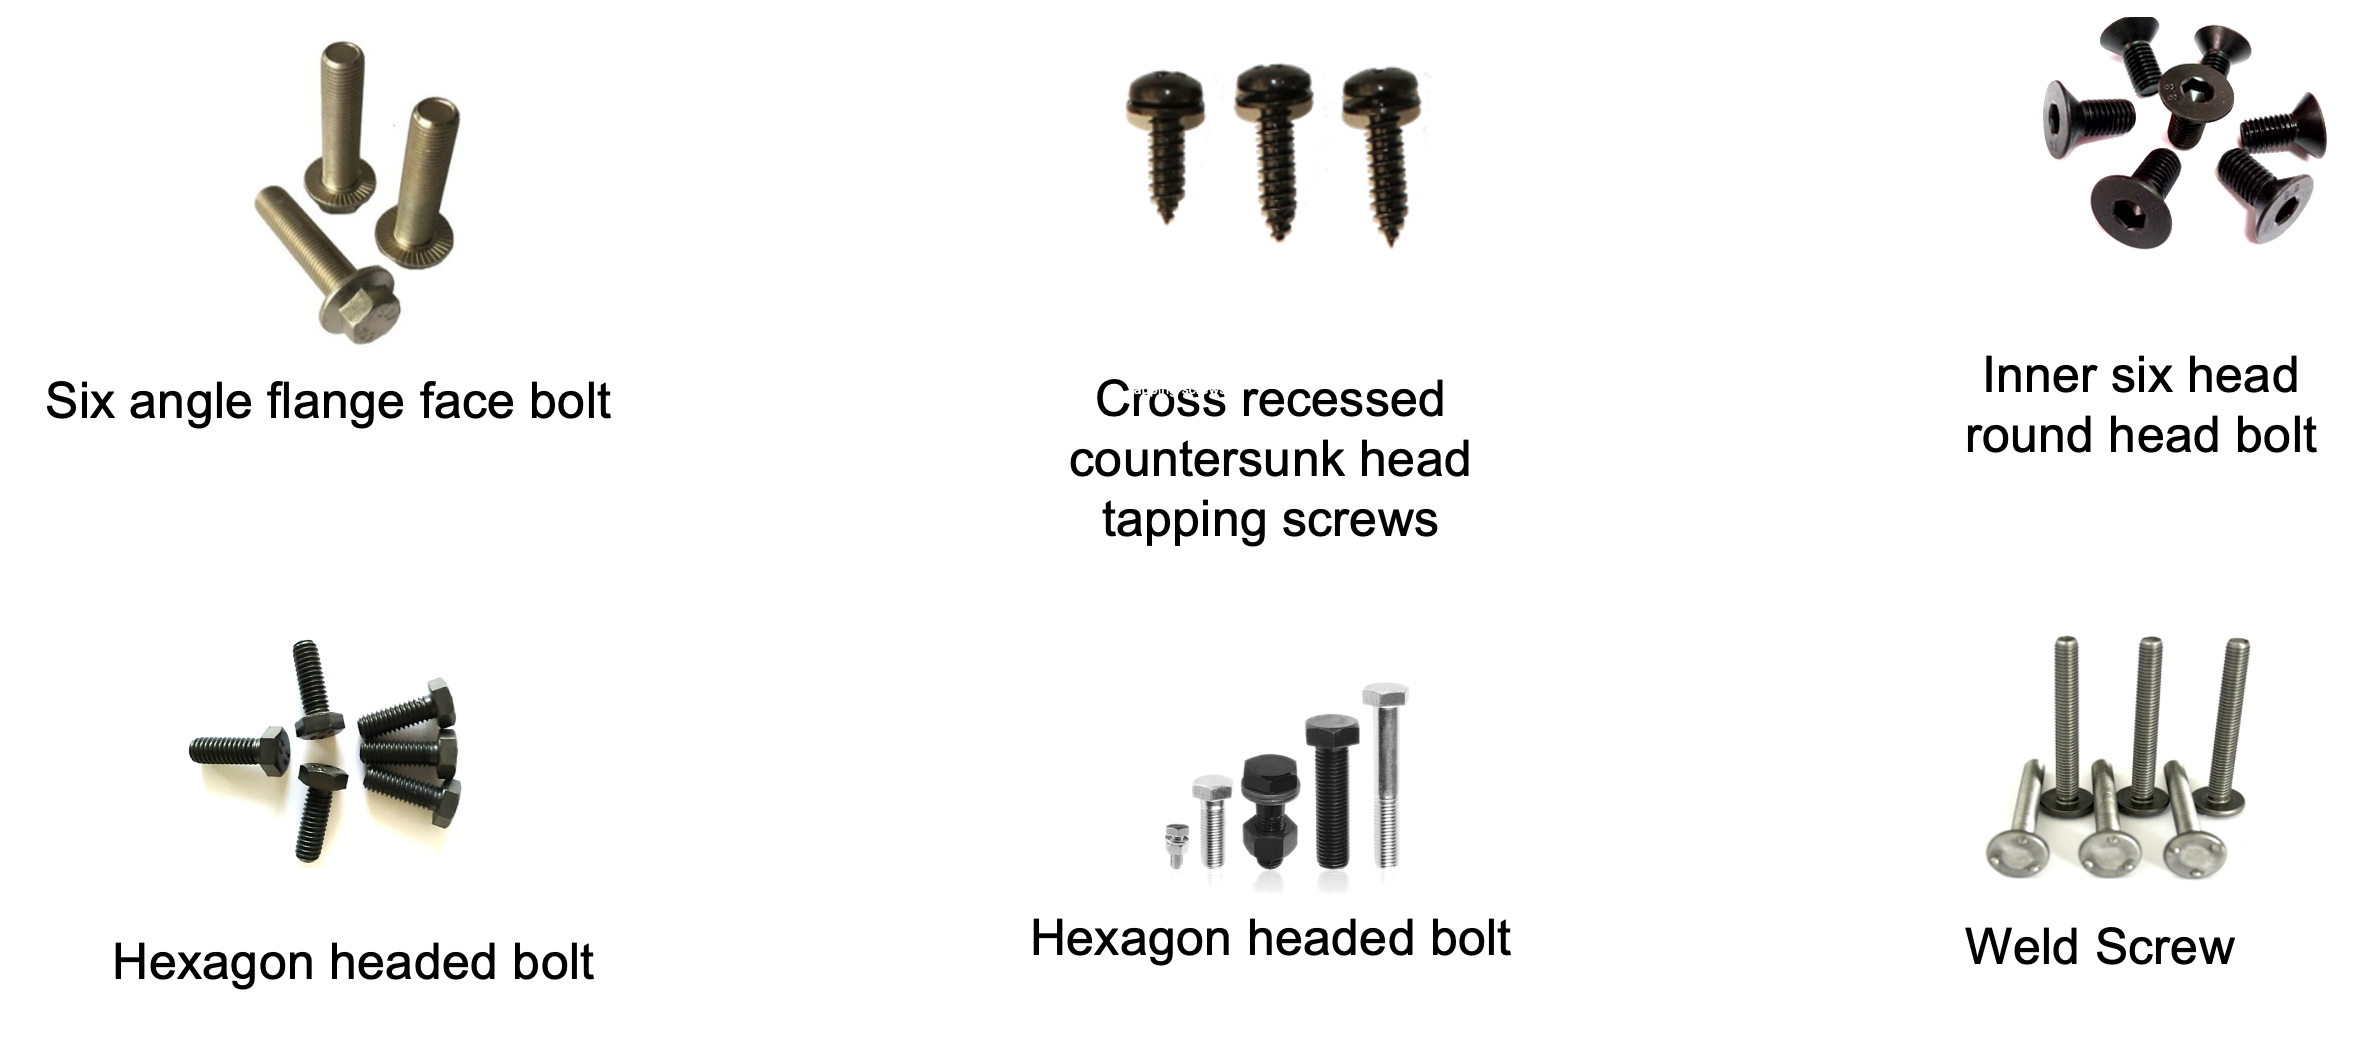 Six angle flange face bolt
Cross recessed
countersunk head
tapping screws
Inner six head
round head bolt
Hexagon headed bolt
Hexagon headed bolt
Weld Screw